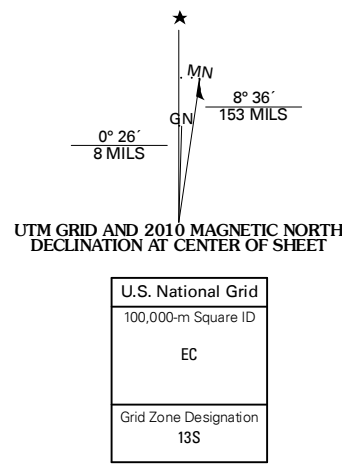 ★
MN
GN
8° 36´
153 MILS
0° 26´
8 MILS
UTM GRID AND 2010 MAGNETIC NORTH
DECLINATION AT CENTER OF SHEET
U.S. National Grid
100,000-m Square ID
EC
Grid Zone Designation
13S